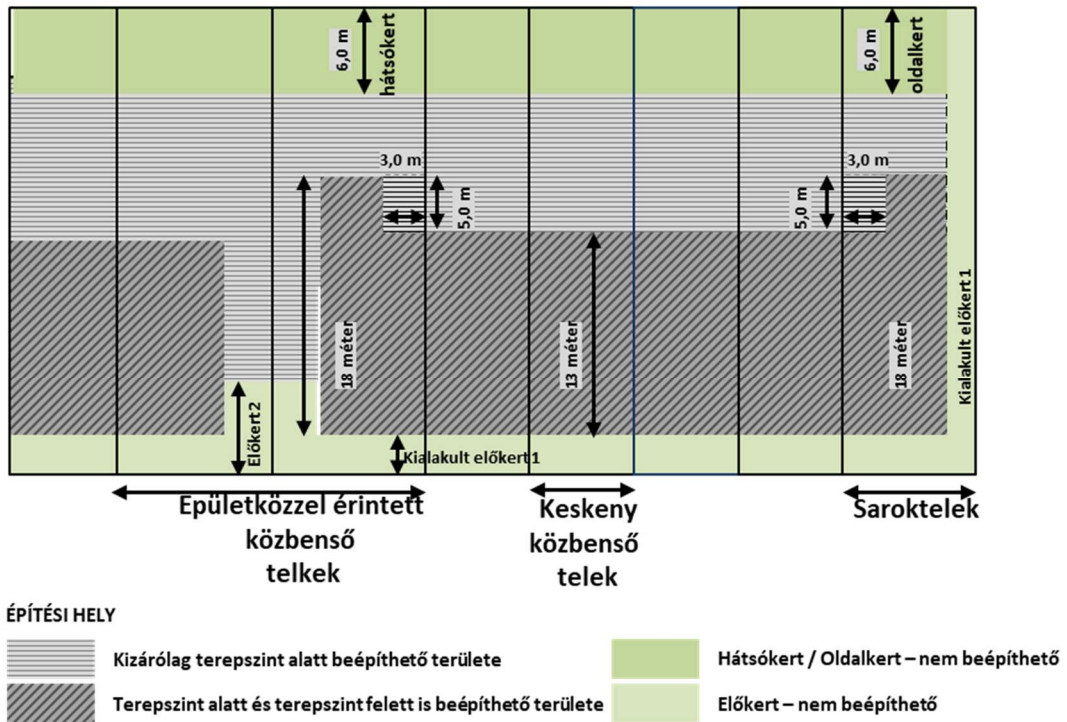 6,0 m
hátsókert
6,0 m
oldalkert
3,0 m
3,0 m
5,0 m
5,0 m
18 méter
13 méter
18 méter
Kialakult előkert 1
Előkert 2
Kialakult előkert 1
Epületközzel érintett
közbenső
telkek
Keskeny
közbenső
telek
Saroktelek
ÉPÍTÉSI HELY
Kizárólag terepszint alatt beépíthető területe
Hátsókert / Oldalkert – nem beépíthető
Terepszint alatt és terepszint felett is beépíthető területe
Előkert – nem beépíthető